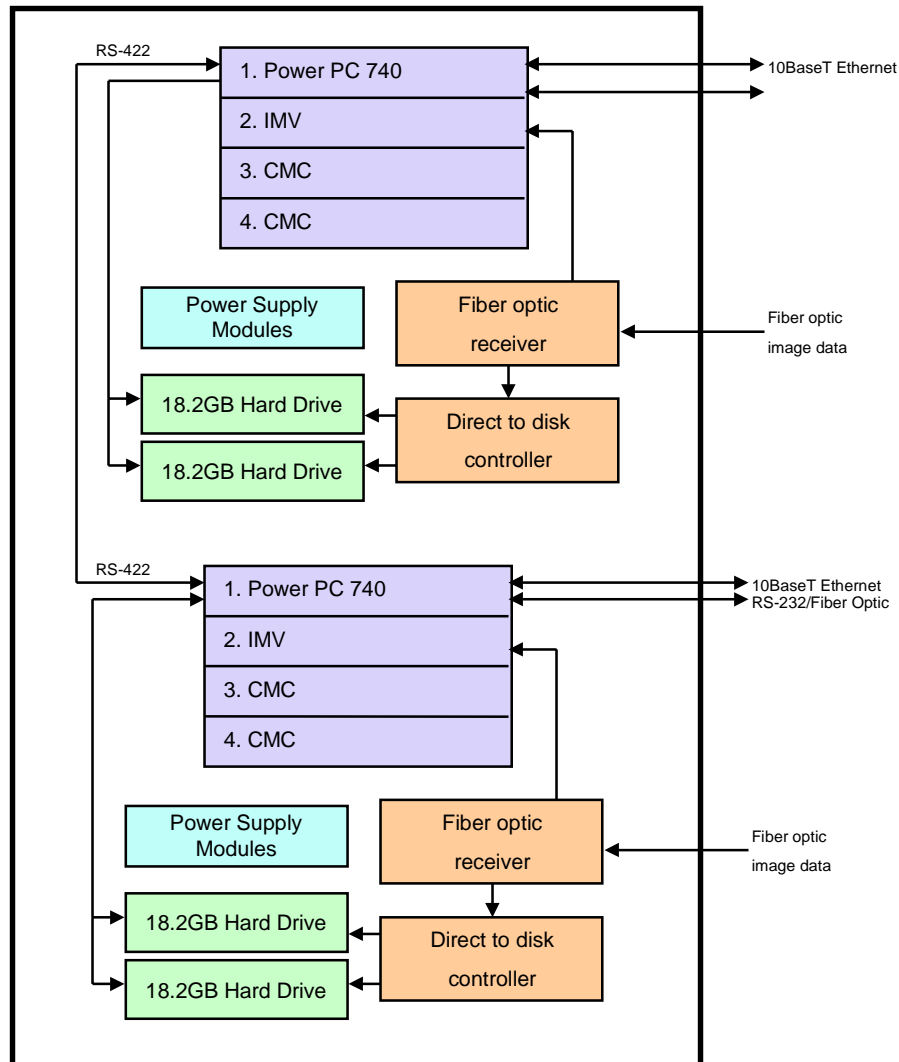 RS-422
1. Power PC 740
10BaseT Ethernet
2. IMV
3. CMC
4. CMC
Power Supply
Modules
Fiber optic
receiver
Fiber optic
image data
18.2GB Hard Drive
Direct to disk
controller
18.2GB Hard Drive
RS-422
1. Power PC 740
10BaseT Ethernet
RS-232/Fiber Optic
2. IMV
3. CMC
4. CMC
Power Supply
Modules
Fiber optic
receiver
Fiber optic
image data
18.2GB Hard Drive
Direct to disk
controller
18.2GB Hard Drive